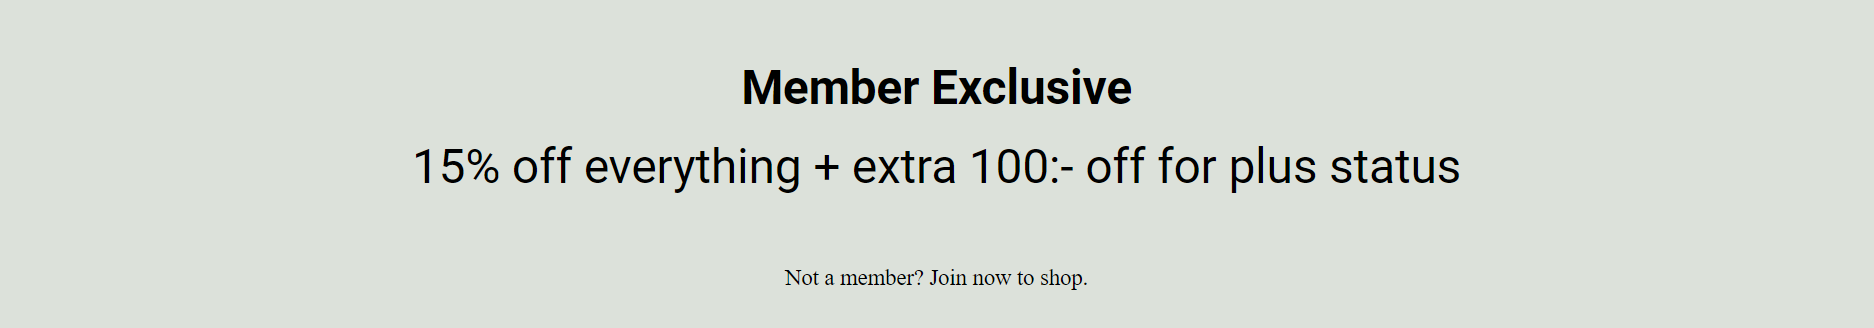 Member Exclusive
15% off everything + extra 100:- off for plus status
Not a member? Join now to shop.